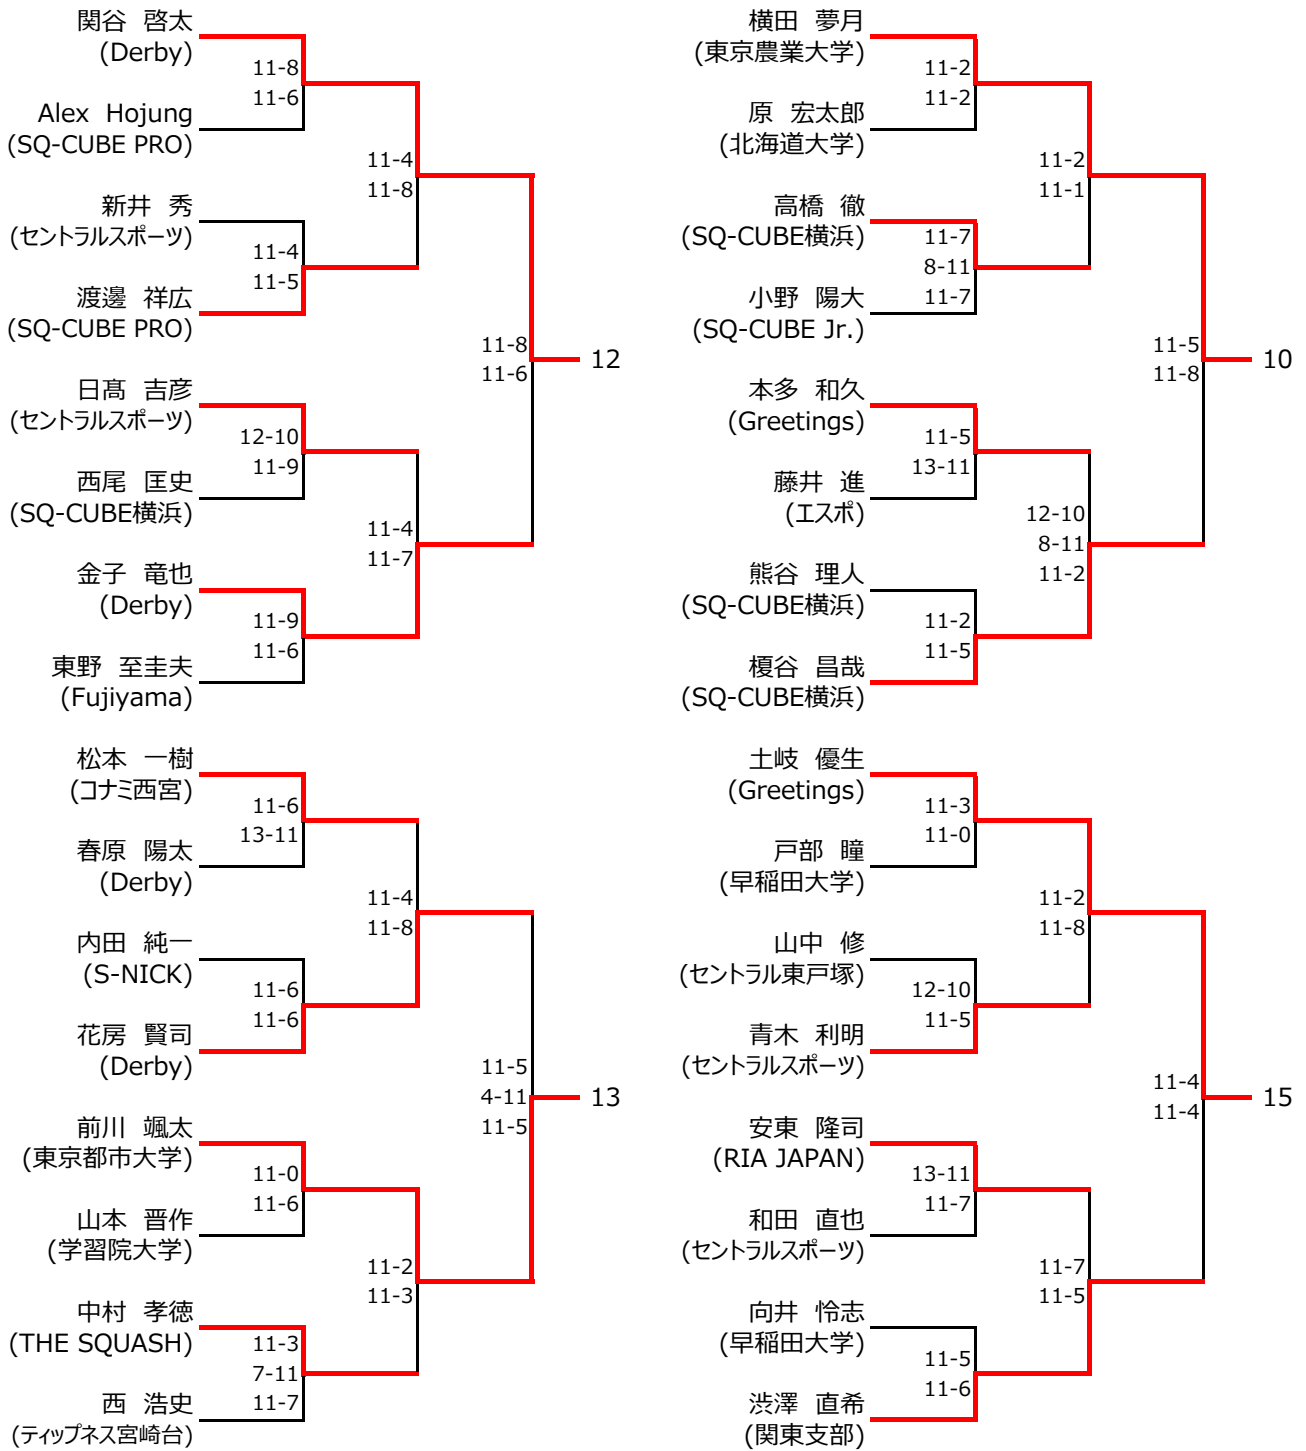 関谷 啓太
(Derby)
11-8
11-6
Alex Hojung
(SQ-CUBE PRO)
11-4
11-8
新井 秀
(セントラルスポーツ)
11-4
11-5
渡邊 祥広
(SQ-CUBE PRO)
11-8
11-6
12
日髙 吉彦
(セントラルスポーツ)
12-10
11-9
西尾 匡史
(SQ-CUBE横浜)
11-4
11-7
金子 竜也
(Derby)
11-9
11-6
東野 至圭夫
(Fujiyama)
松本 一樹
(コナミ西宮)
11-6
13-11
春原 陽太
(Derby)
11-4
11-8
内田 純一
(S-NICK)
11-6
11-6
花房 賢司
(Derby)
11-5
4-11
11-5
13
前川 颯太
(東京都市大学)
11-0
11-6
山本 晋作
(学習院大学)
11-2
11-3
中村 孝徳
(THE SQUASH)
11-3
7-11
11-7
西 浩史
(ティップネス宮崎台)
横田 夢月
(東京農業大学)
11-2
11-2
原 宏太郎
(北海道大学)
11-2
11-1
高橋 徹
(SQ-CUBE横浜)
11-7
8-11
11-7
小野 陽大
(SQ-CUBE Jr.)
11-5
11-8
10
本多 和久
(Greetings)
11-5
13-11
藤井 進
(エスポ)
12-10
8-11
11-2
熊谷 理人
(SQ-CUBE横浜)
11-2
11-5
榎谷 昌哉
(SQ-CUBE横浜)
土岐 優生
(Greetings)
11-3
11-0
戸部 瞳
(早稲田大学)
11-2
11-8
山中 修
(セントラル東戸塚)
12-10
11-5
青木 利明
(セントラルスポーツ)
11-4
11-4
15
安東 隆司
(RIA JAPAN)
13-11
11-7
和田 直也
(セントラルスポーツ)
11-7
11-5
向井 怜志
(早稲田大学)
11-5
11-6
渋澤 直希
(関東支部)